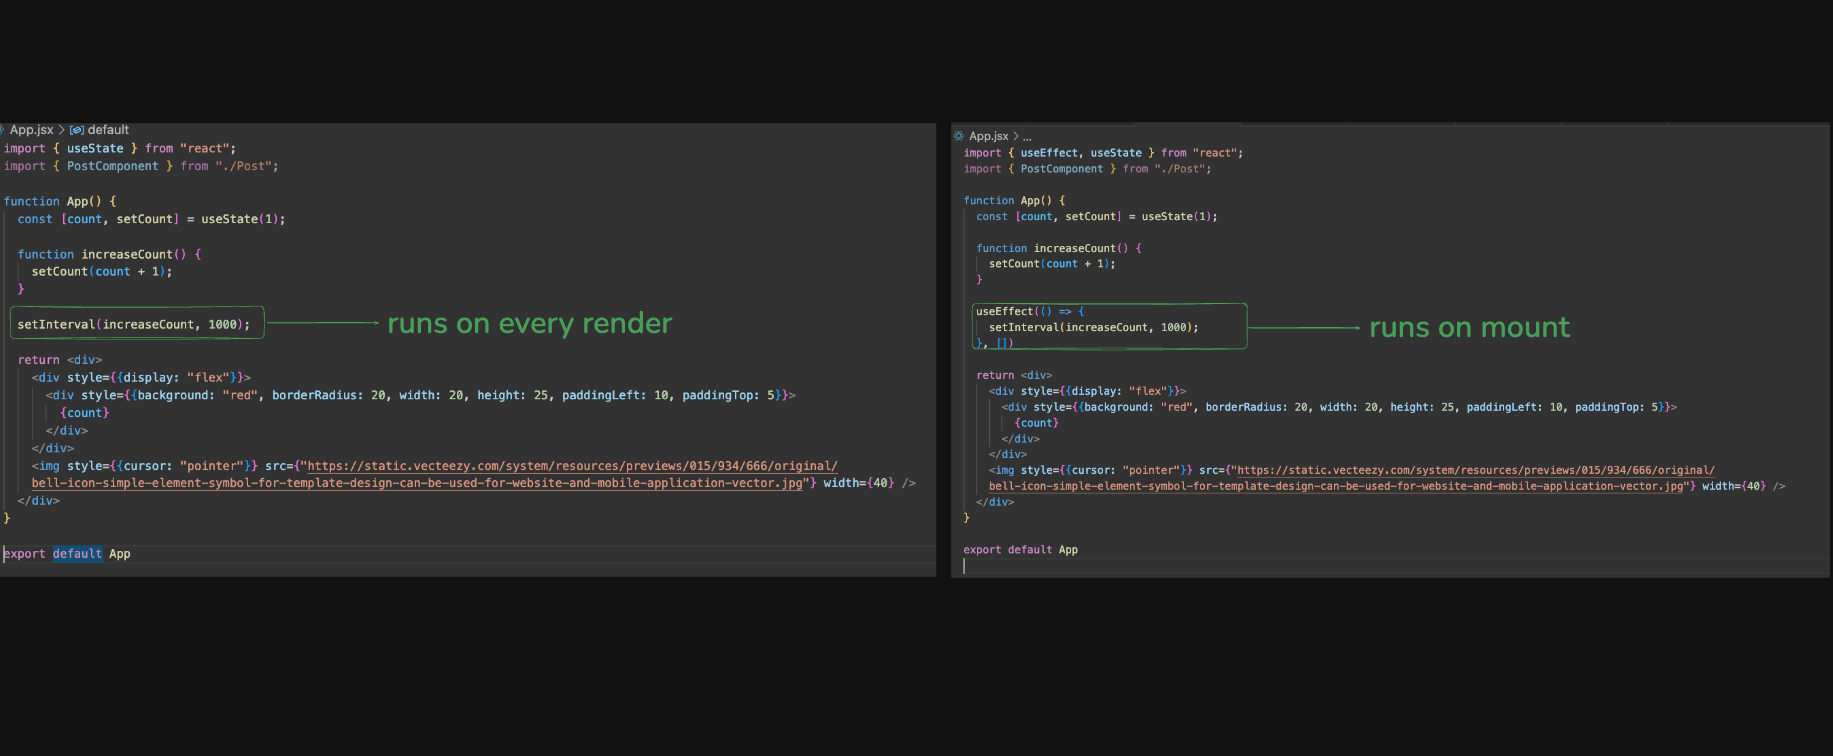 App.jsx > default
import { useState } from "react";
import { PostComponent } from "./Post";
function App() {
const [count, setCount] = useState(1);
function increaseCount() {
setCount(count + 1);
}
setInterval(increaseCount, 1000);
runs on every render
return <div>
<div style={{display: "flex"}}>
<div style={{background: "red", borderRadius: 20, width: 20, height: 25, paddingLeft: 10, paddingTop: 5}}>
{count}
</div>
</div>
<img style={{cursor: "pointer"}} src={"https://static.vecteezy.com/system/resources/previews/015/934/666/original/
bell-icon-simple-element-symbol-for-template-design-can-be-used-for-website-and-mobile-application-vector.jpg"} width={40} />
</div>
}
export default App
App.jsx > ...
import { useEffect, useState } from "react";
import { PostComponent } from "./Post";
function App() {
const [count, setCount] = useState(1);
function increaseCount() {
setCount(count + 1);
}
useEffect(() => {
setInterval(increaseCount, 1000);
}, [])
runs on mount
return <div>
<div style={{display: "flex"}}>
<div style={{background: "red", borderRadius: 20, width: 20, height: 25, paddingLeft: 10, paddingTop: 5}}>
{count}
</div>
</div>
<img style={{cursor: "pointer"}} src={"https://static.vecteezy.com/system/resources/previews/015/934/666/original/
bell-icon-simple-element-symbol-for-template-design-can-be-used-for-website-and-mobile-application-vector.jpg"} width={40} />
</div>
}
export default App